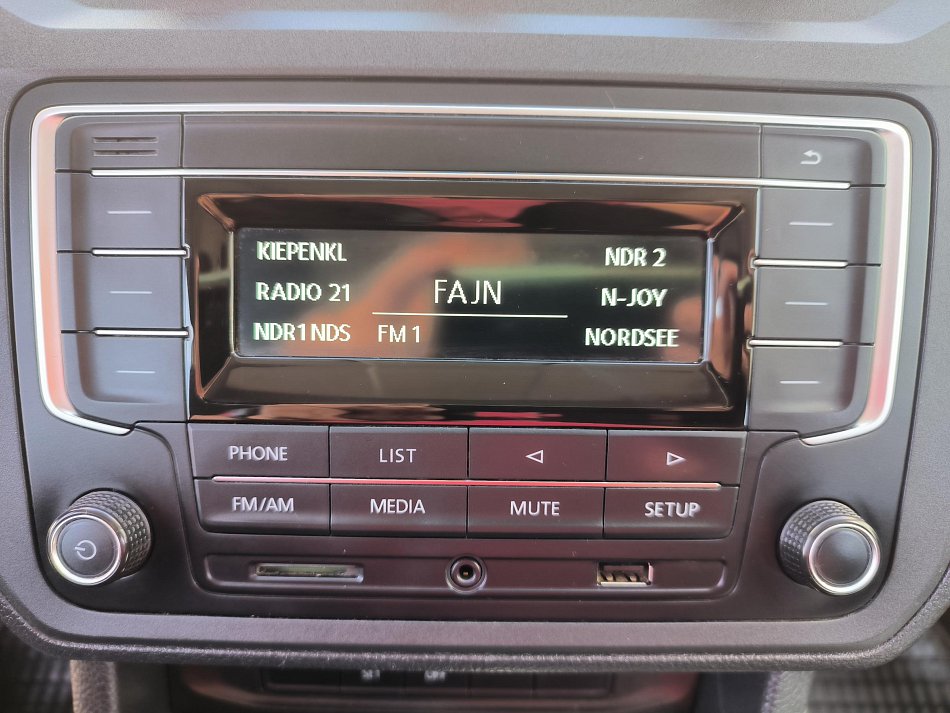 KIEPENKL
NDR 2
RADIO 21
FAJN
N-JOY
NDR1NDS
FM 1
NORDSEE
PHONE
LIST
FM/AM
MEDIA
MUTE
SETUP